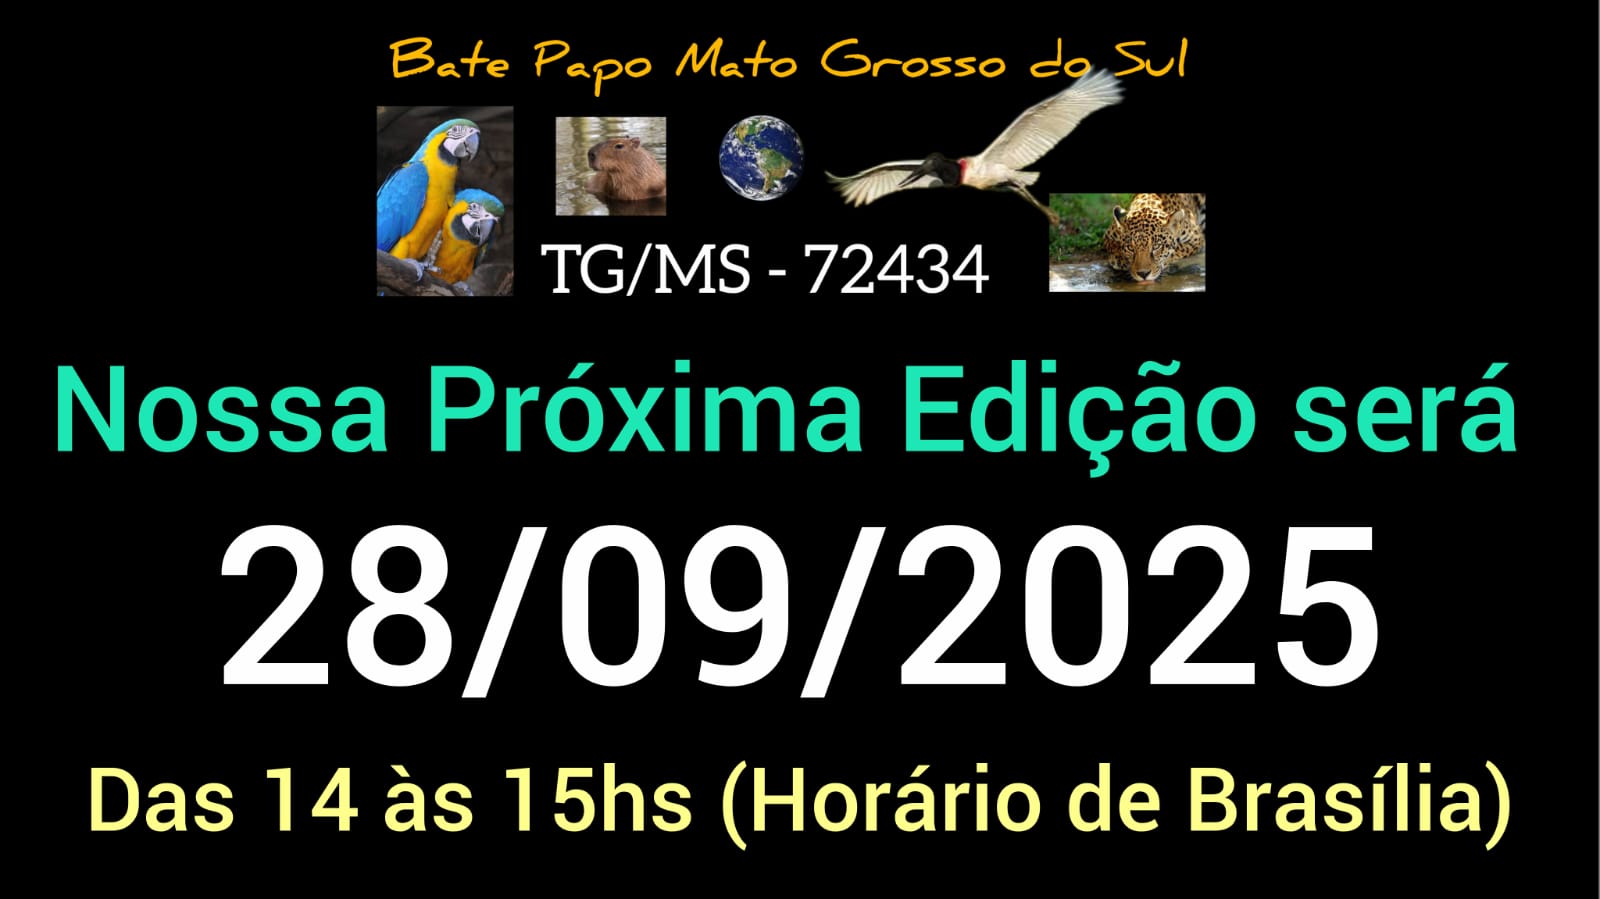 Bate Papo Mato Grosso do Sul
TG/MS - 72434
Nossa Próxima Edição será
28/09/2025
Das 14 às 15hs (Horário de Brasília)